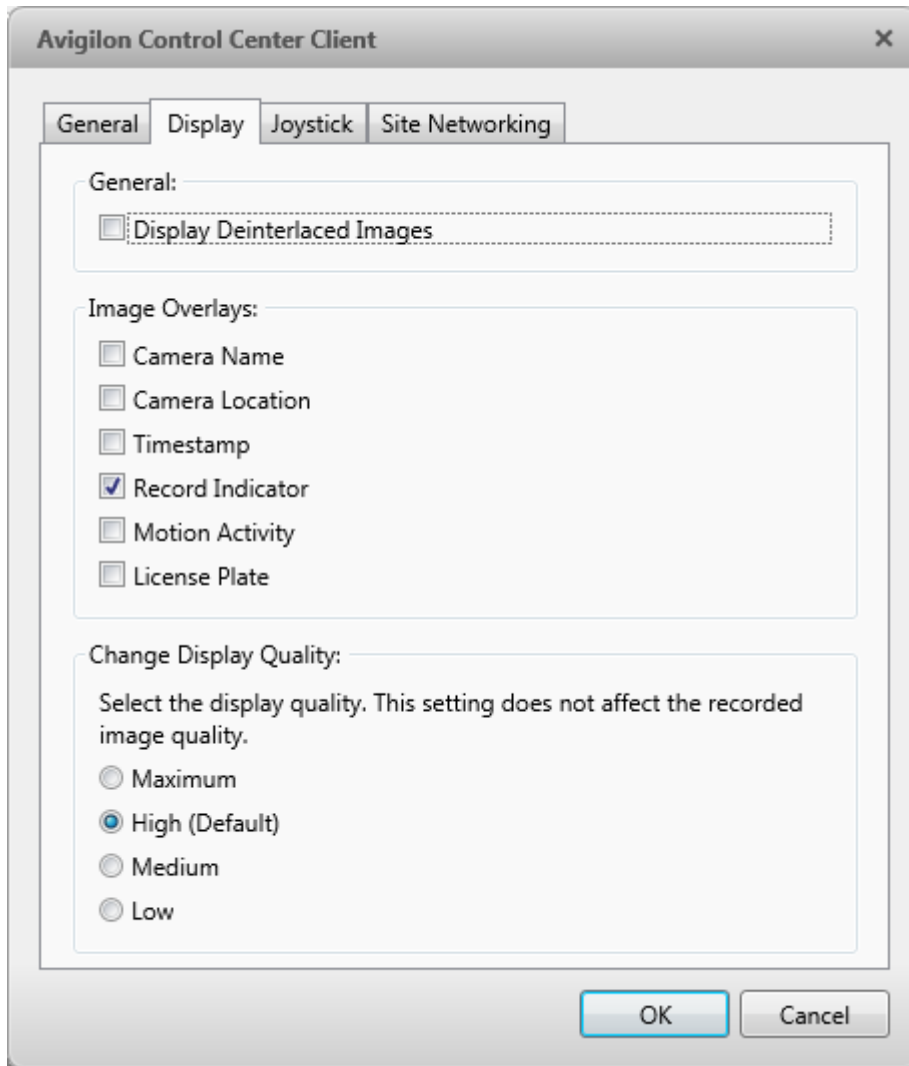 Avigilon Control Center Client
General Display Joystick Site Networking
General:
Display Deinterlaced Images
Image Overlays:
Camera Name
Camera Location
Timestamp
Record Indicator
Motion Activity
License Plate
Change Display Quality:
Select the display quality. This setting does not affect the recorded
image quality.
Maximum
High (Default)
Medium
Low
OK Cancel